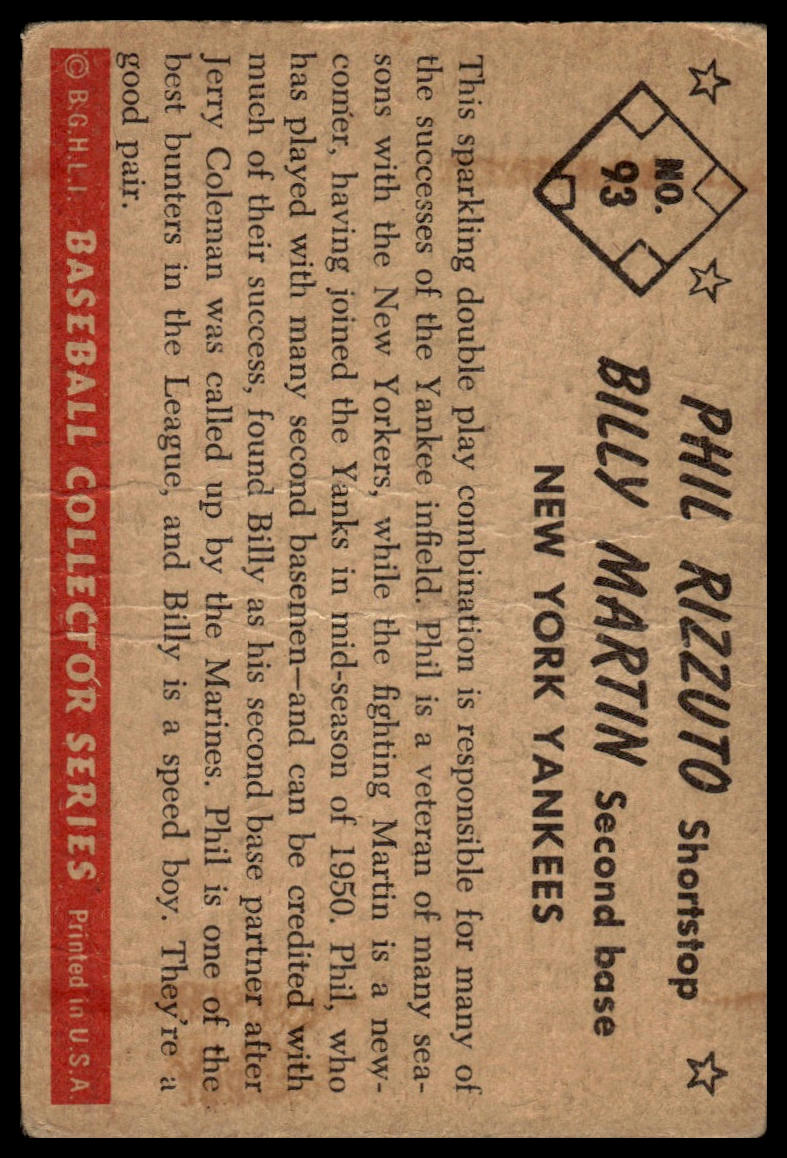 NO.
93
PHIL RIZZUTO Shortstop
BILLY MARTIN Second base
NEW YORK YANKEES
This sparkling double play combination is responsible for many of
the successes of the Yankee infield. Phil is a veteran of many sea-
sons with the New Yorkers, while the fighting Martin is a new-
comer, having joined the Yanks in mid-season of 1950. Phil, who
has played with many second basemen—and can be credited with
much of their success, found Billy as his second base partner after
Jerry Coleman was called up by the Marines. Phil is one of the
best bunters in the League, and Billy is a speed boy. They're a
good pair.
© B.G.H.L.I. BASEBALL COLLECTOR SERIES Printed in U.S.A.